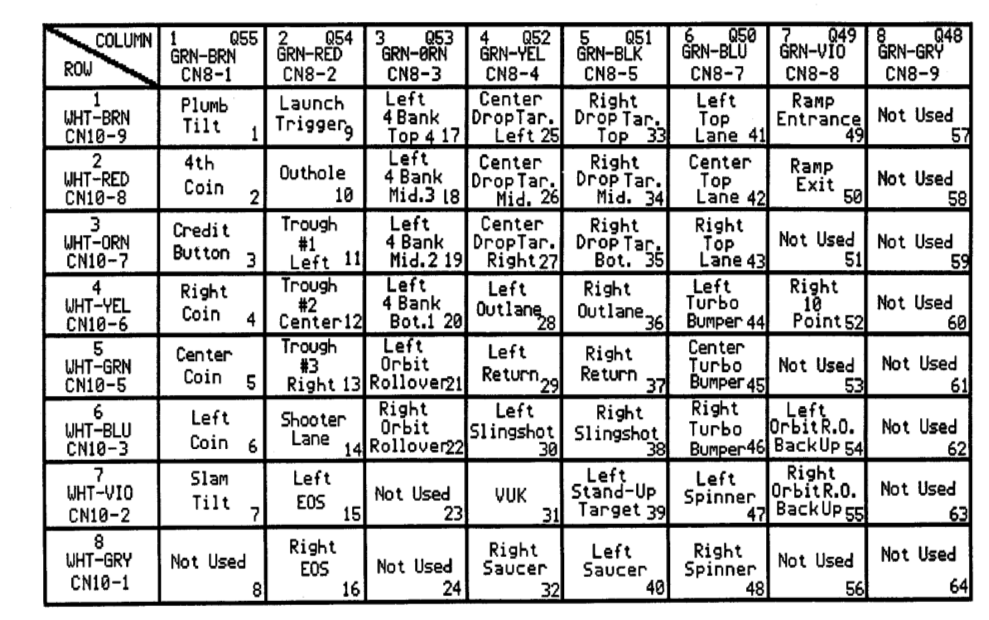 COLUMN
ROW
1 Q55
GRN-BRN
CN8-1
2 Q54
GRN-RED
CN8-2
3 Q53
GRN-ORN
CN8-3
4 Q52
GRN-YEL
CN8-4
5 Q51
GRN-BLK
CN8-5
6 Q50
GRN-BLU
CN8-7
7 Q49
GRN-VIO
CN8-8
8 Q48
GRN-GRY
CN8-9
1
WHT-BRN
CN10-9
Plumb
Tilt 1
Launch
Trigger 9
Left
4 Bank
Top 4 17
Center
DropTar.
Left 25
Right
Drop Tar.
Top 33
Left
Top
Lane 41
Ramp
Entrance
49
Not Used
57
2
WHT-RED
CN10-8
4th
Coin 2
Outhole
10
Left
4 Bank
Mid.3 18
Center
DropTar.
Mid. 26
Right
Drop Tar.
Mid. 34
Center
Top
Lane 42
Ramp
Exit 50
Not Used
58
3
WHT-ORN
CN10-7
Credit
Button 3
Trough
#1
Left 11
Left
4 Bank
Mid.2 19
Center
DropTar.
Right 27
Right
Drop Tar.
Bot. 35
Right
Top
Lane 43
Not Used
51
Not Used
59
4
WHT-YEL
CN10-6
Right
Coin 4
Trough
#2
Center 12
Left
4 Bank
Bot.1 20
Left
Outlane
28
Right
Outlane
36
Left
Turbo
Bumper 44
Right
10
Point 52
Not Used
60
5
WHT-GRN
CN10-5
Center
Coin 5
Trough
#3
Right 13
Left
Orbit
Rollover 21
Left
Return
29
Right
Return
37
Center
Turbo
Bumper 45
Not Used
53
Not Used
61
6
WHT-BLU
CN10-3
Left
Coin 6
Shooter
Lane
14
Right
Orbit
Rollover 22
Left
Slingshot
30
Right
Slingshot
38
Right
Turbo
Bumper 46
Left
OrbitR.O.
BackUp 54
Not Used
62
7
WHT-VIO
CN10-2
Slam
Tilt 7
Left
EOS 15
Not Used
23
VUK
31
Left
Stand-Up
Target 39
Left
Spinner
47
Right
OrbitR.O.
BackUp 55
Not Used
63
8
WHT-GRY
CN10-1
Not Used
8
Right
EOS 16
Not Used
24
Right
Saucer
32
Left
Saucer
40
Right
Spinner
48
Not Used
56
Not Used
64